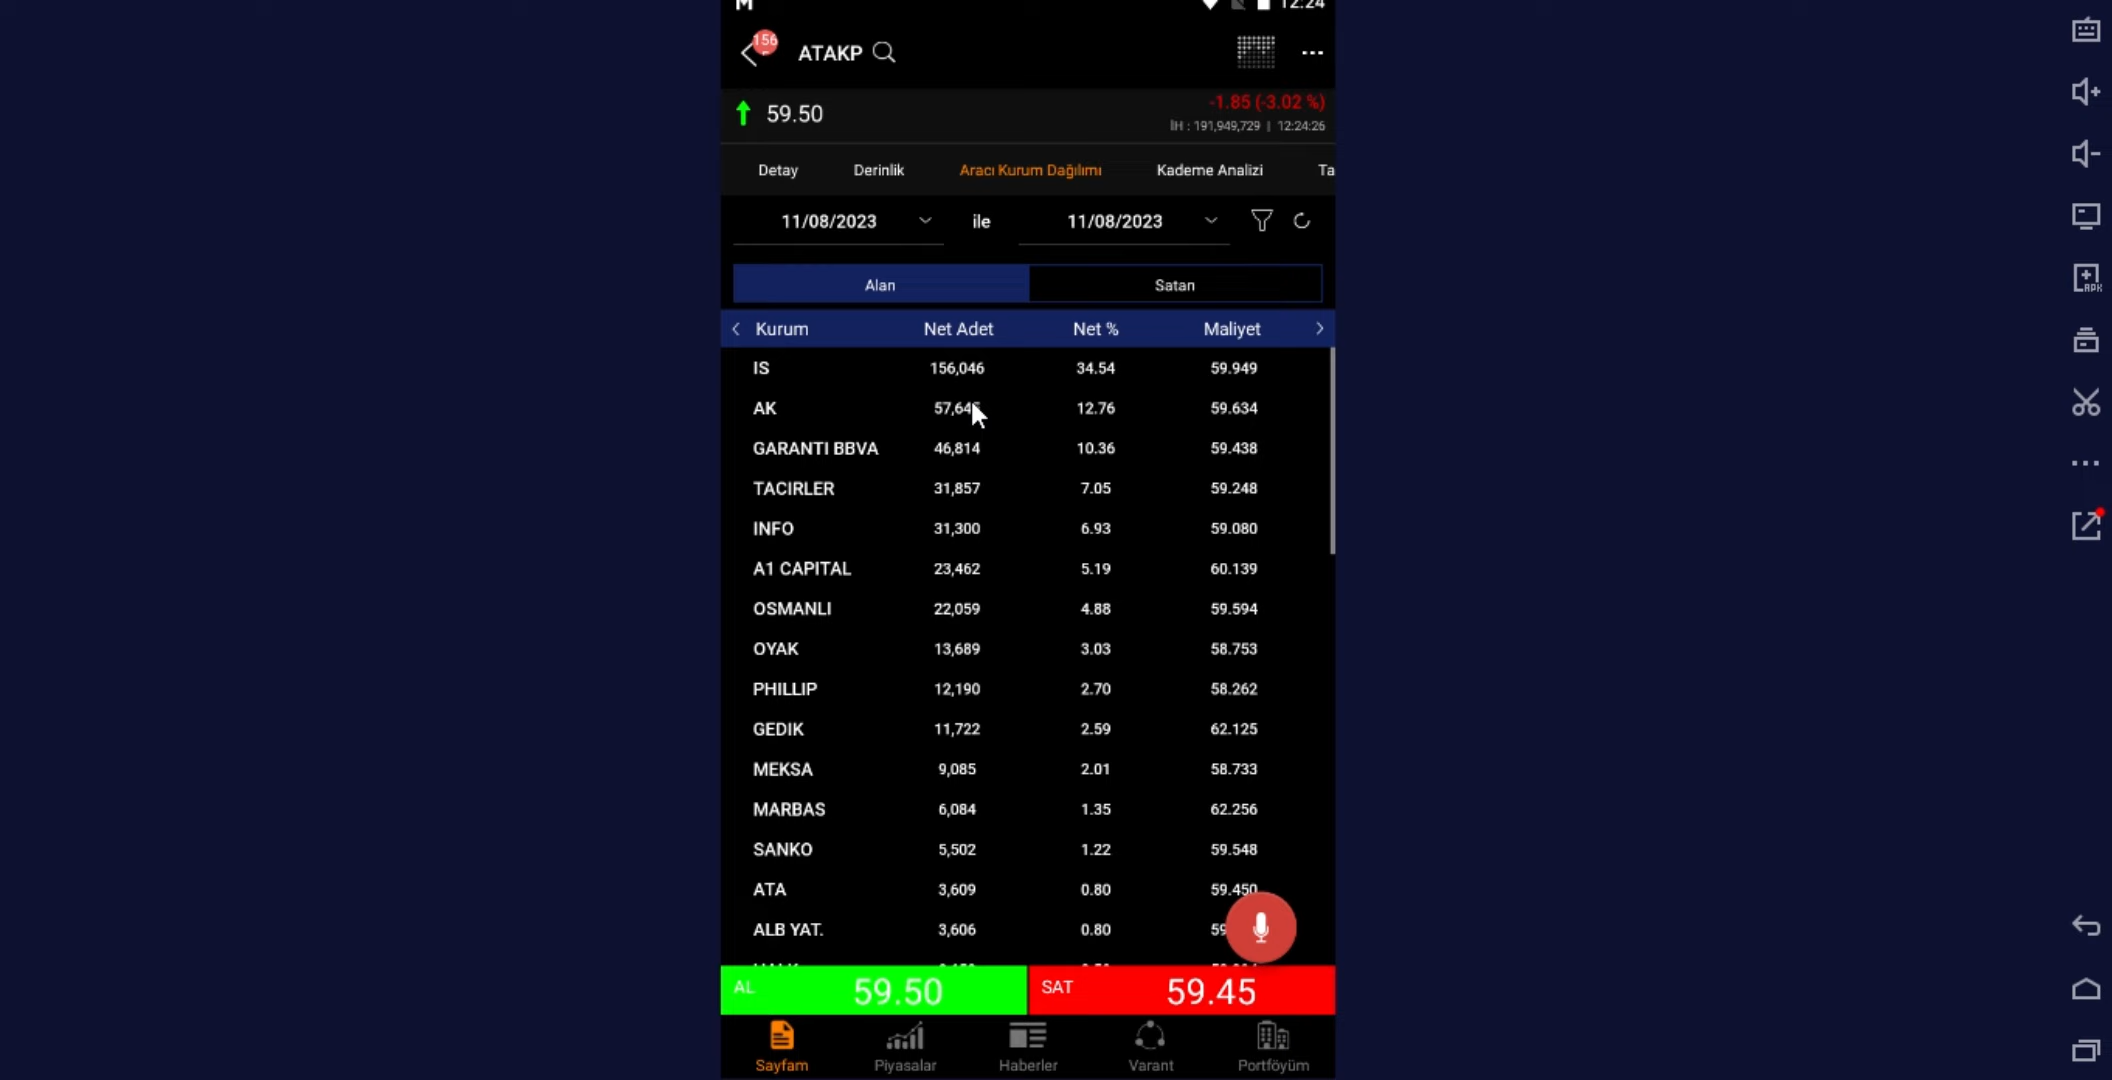 12:24
156
ATAKP
59.50
-1.85 (-3.02 %)
İH : 191,949,729 | 12:24:26
Detay Derinlik Aracı Kurum Dağılımı Kademe Analizi Ta
11/08/2023 ile 11/08/2023
Alan Satan
Kurum Net Adet Net % Maliyet
IS 156,046 34.54 59.949
AK 12.76 59.634
GARANTI BBVA 46,814 10.36 59.438
TACIRLER 31,857 7.05 59.248
INFO 31,300 6.93 59.080
A1 CAPITAL 23,462 5.19 60.139
OSMANLI 22,059 4.88 59.594
OYAK 13,689 3.03 58.753
PHILLIP 12,190 2.70 58.262
GEDIK 11,722 2.59 62.125
MEKSA 9,085 2.01 58.733
MARBAS 6,084 1.35 62.256
SANKO 5,502 1.22 59.548
ATA 3,609 0.80 59.450
ALB YAT. 3,606 0.80
AL 59.50 SAT 59.45
Sayfam Piyasalar Haberler Varant Portföyüm
APK